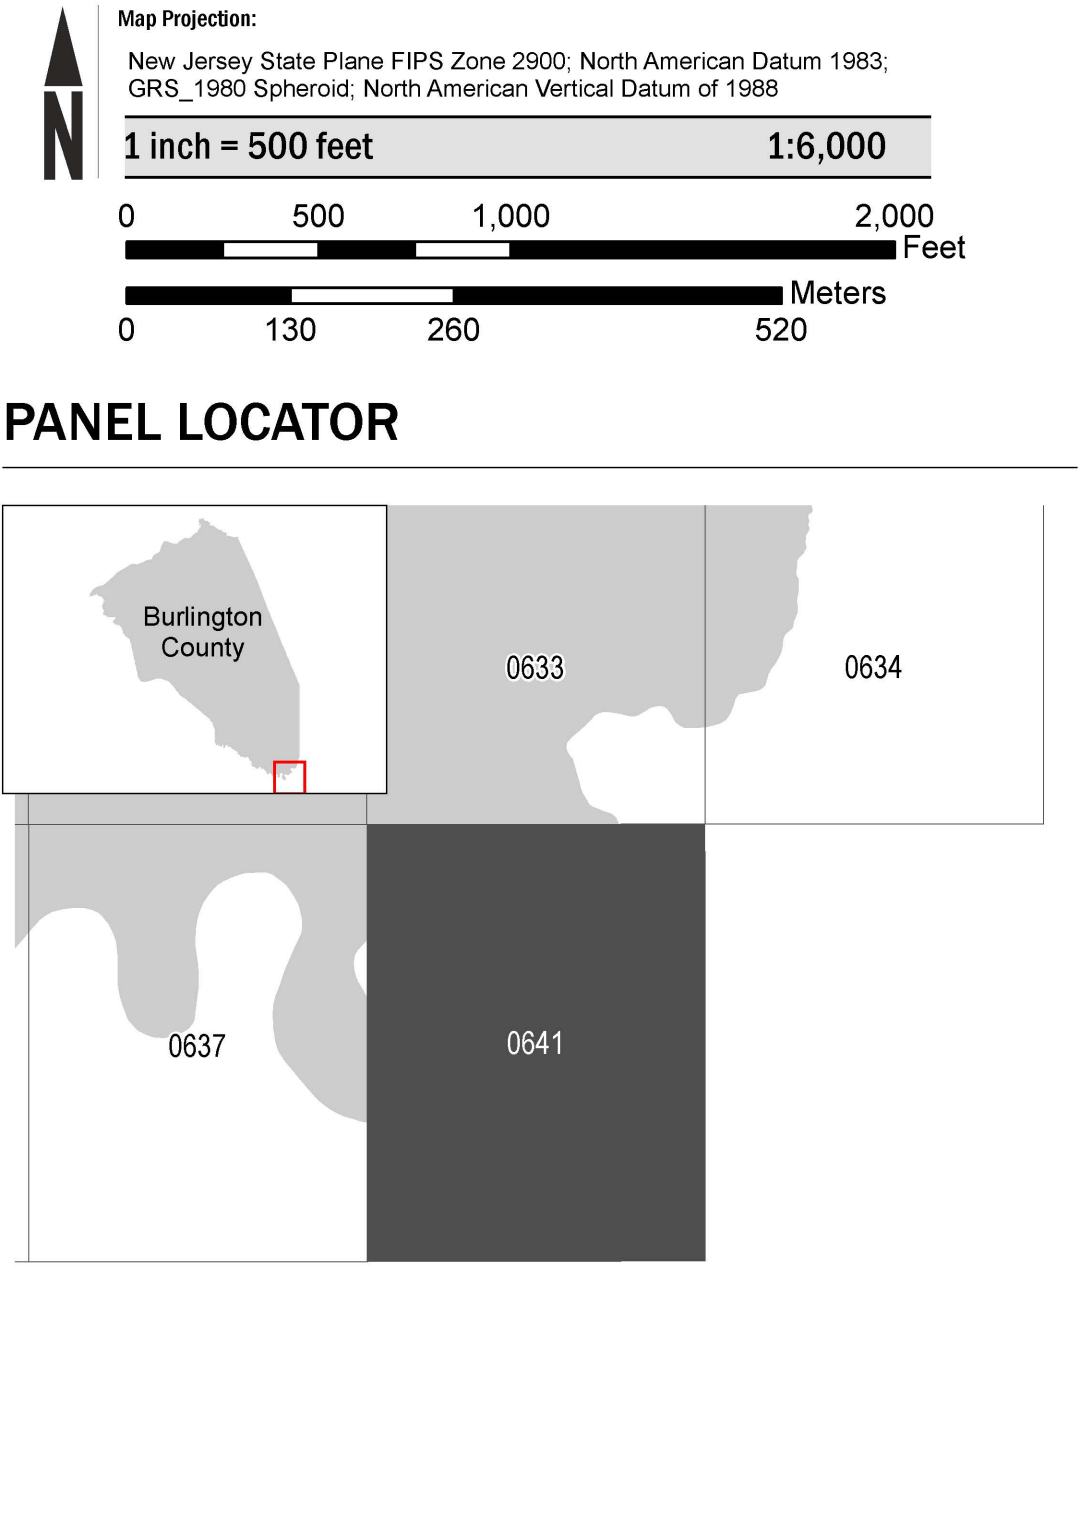 Map Projection:
New Jersey State Plane FIPS Zone 2900; North American Datum 1983;
GRS_1980 Spheroid; North American Vertical Datum of 1988
N
1 inch = 500 feet 1:6,000
0 500 1,000 2,000
Feet
Meters
0 130 260 520
PANEL LOCATOR
Burlington
County
0633
0634
0637
0641